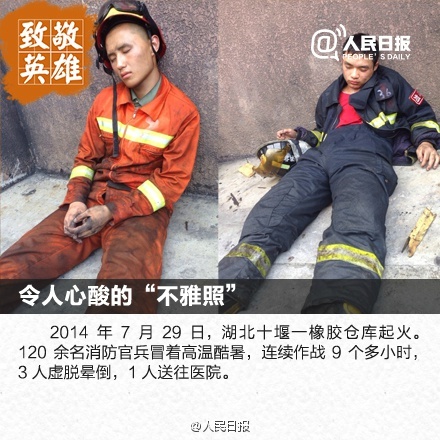 致敬
英雄
@人民日报
PEOPLE'S DAILY
36
令人心酸的“不雅照”
2014 年 7 月 29 日，湖北十堰一橡胶仓库起火。
120 余名消防官兵冒着高温酷暑，连续作战 9 个多小时，
3 人虚脱晕倒，1 人送往医院。
@人民日报